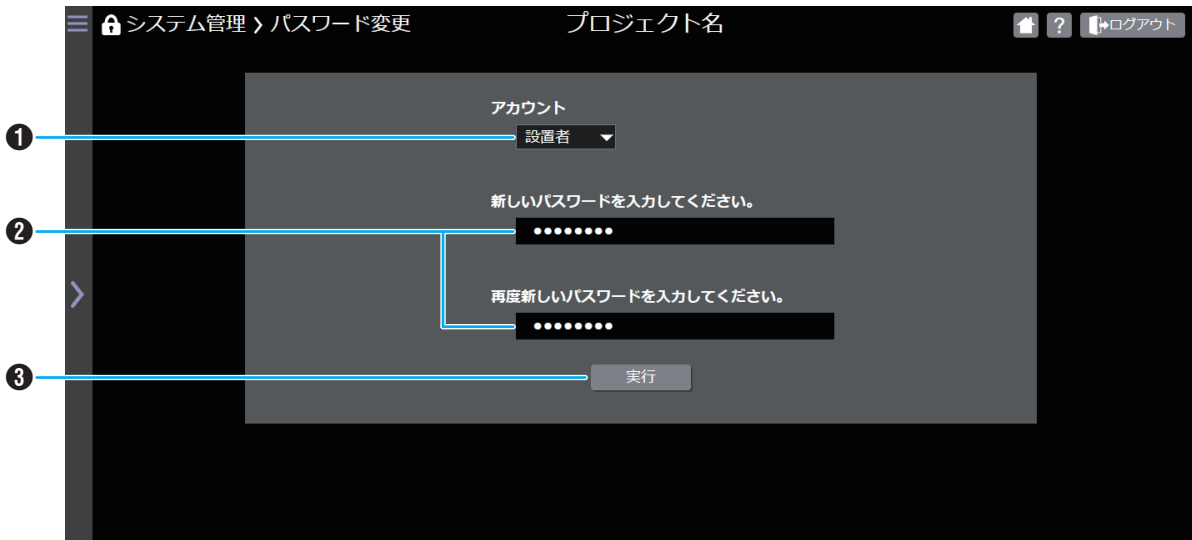 システム管理 > パスワード変更 プロジェクト名 ? ログアウト
アカウント
❶ 設置者
新しいパスワードを入力してください。
❷ ●●●●●●●●
再度新しいパスワードを入力してください。
●●●●●●●●
❸ 実行